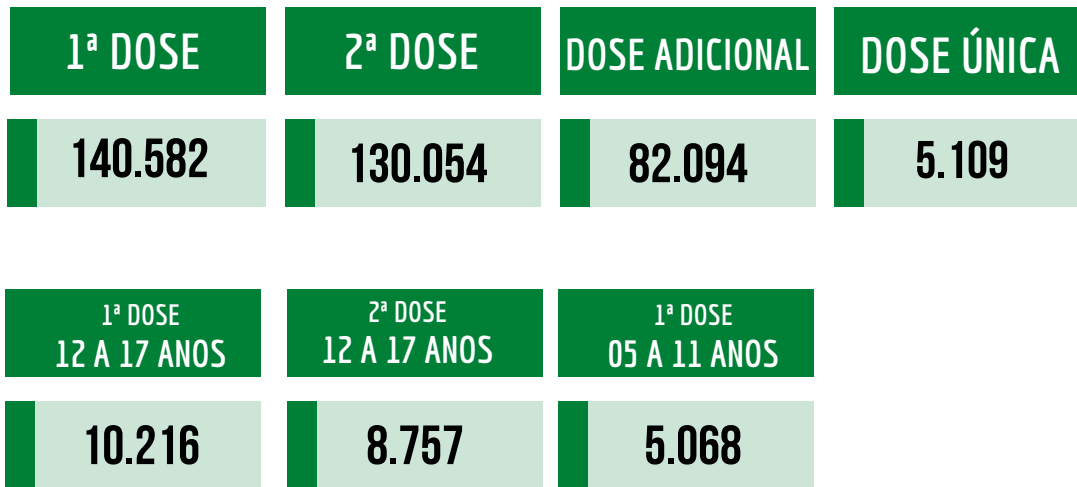 1ª DOSE
2ª DOSE
DOSE ADICIONAL
DOSE ÚNICA
140.582
130.054
82.094
5.109
1ª DOSE
12 A 17 ANOS
2ª DOSE
12 A 17 ANOS
1ª DOSE
05 A 11 ANOS
10.216
8.757
5.068